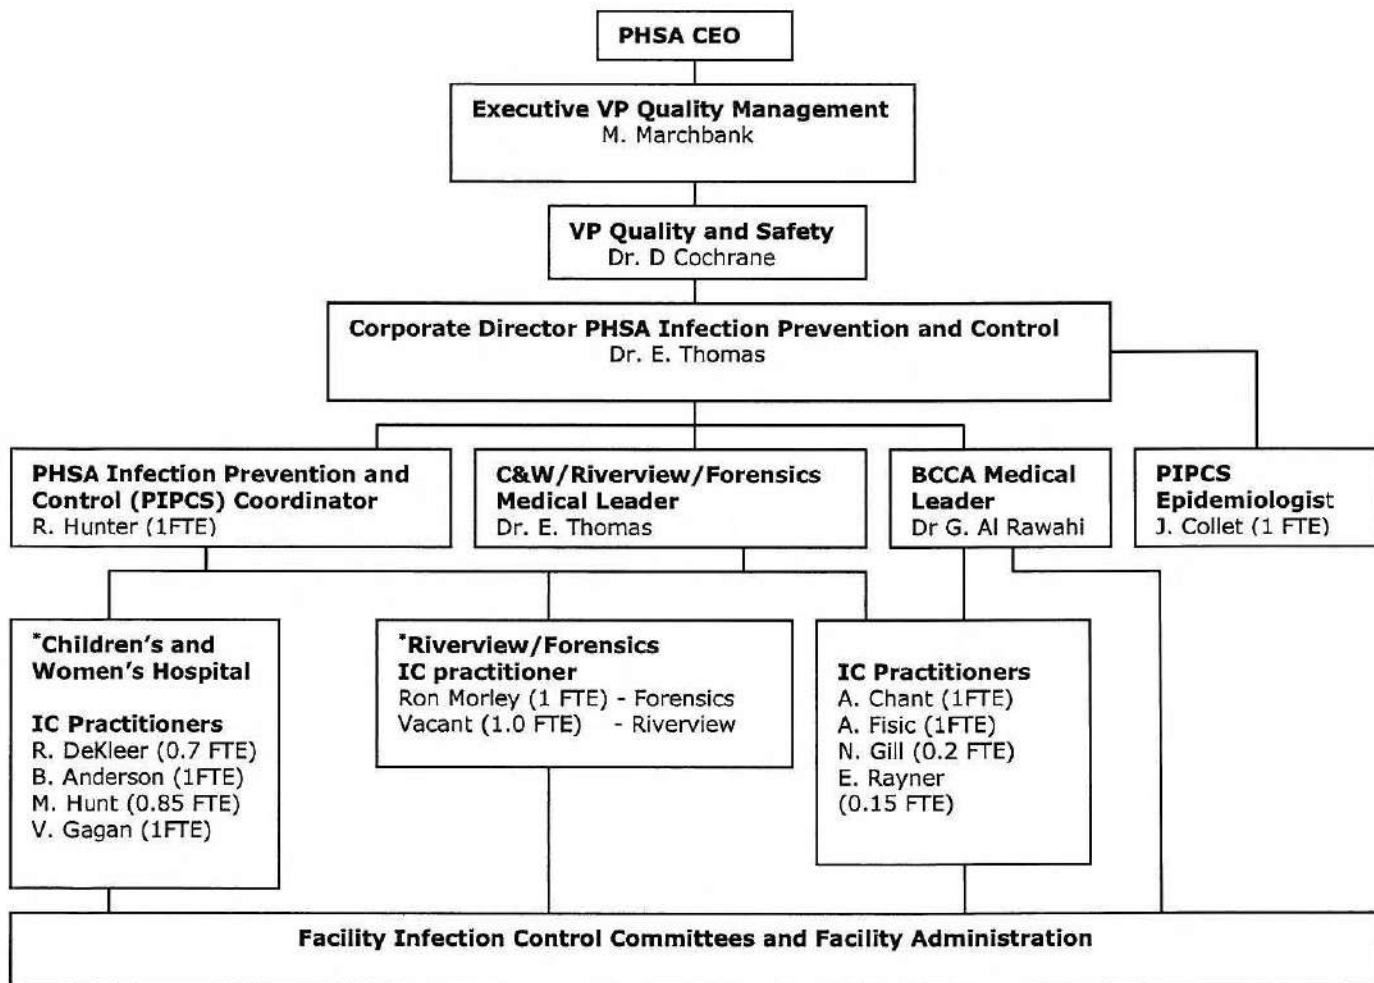 PHSA CEO
Executive VP Quality Management
M. Marchbank
VP Quality and Safety
Dr. D Cochrane
Corporate Director PHSA Infection Prevention and Control
Dr. E. Thomas
PHSA Infection Prevention and
Control (PIPCS) Coordinator
R. Hunter (1FTE)
C&W/Riverview/Forensics
Medical Leader
Dr. E. Thomas
BCCA Medical
Leader
Dr G. Al Rawahi
PIPCS
Epidemiologist
J. Collet (1 FTE)
*Children's and
Women's Hospital
IC Practitioners
R. DeKleer (0.7 FTE)
B. Anderson (1FTE)
M. Hunt (0.85 FTE)
V. Gagan (1FTE)
*Riverview/Forensics
IC practitioner
Ron Morley (1 FTE) - Forensics
Vacant (1.0 FTE) - Riverview
IC Practitioners
A. Chant (1FTE)
A. Fisic (1FTE)
N. Gill (0.2 FTE)
E. Rayner
(0.15 FTE)
Facility Infection Control Committees and Facility Administration